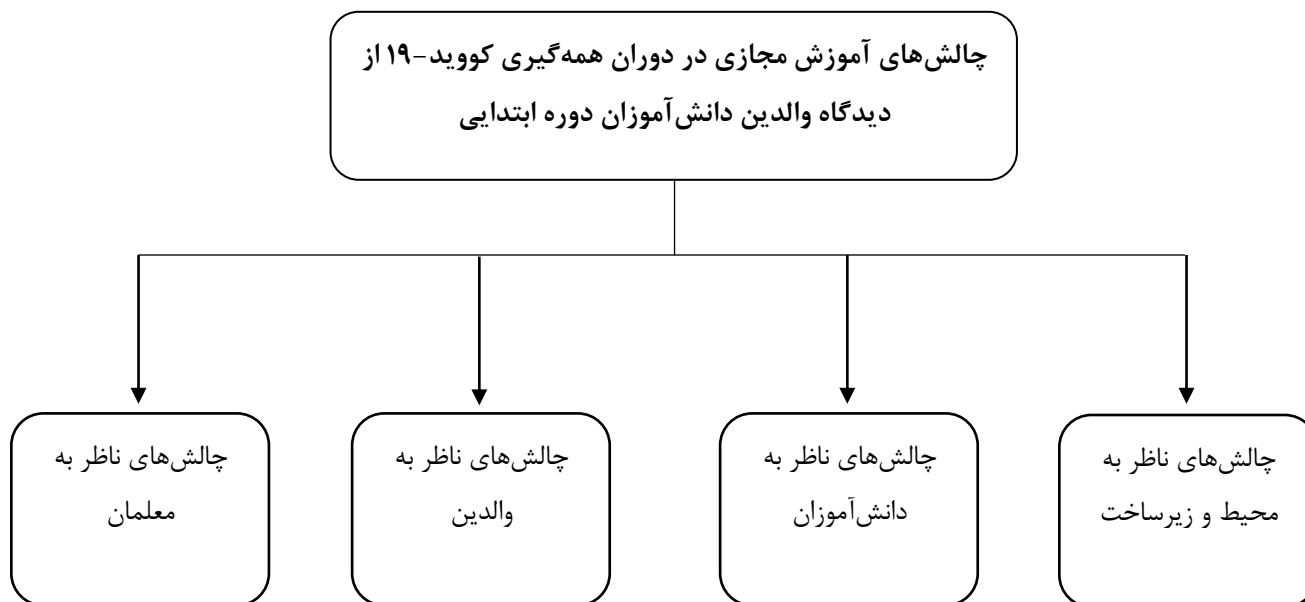 چالش‌های آموزش مجازی در دوران همه‌گیری کووید-۱۹ از
دیدگاه والدین دانش‌آموزان دوره ابتدایی
چالش‌های ناظر به
محیط و زیرساخت
چالش‌های ناظر به
دانش‌آموزان
چالش‌های ناظر به
والدین
چالش‌های ناظر به
معلمان